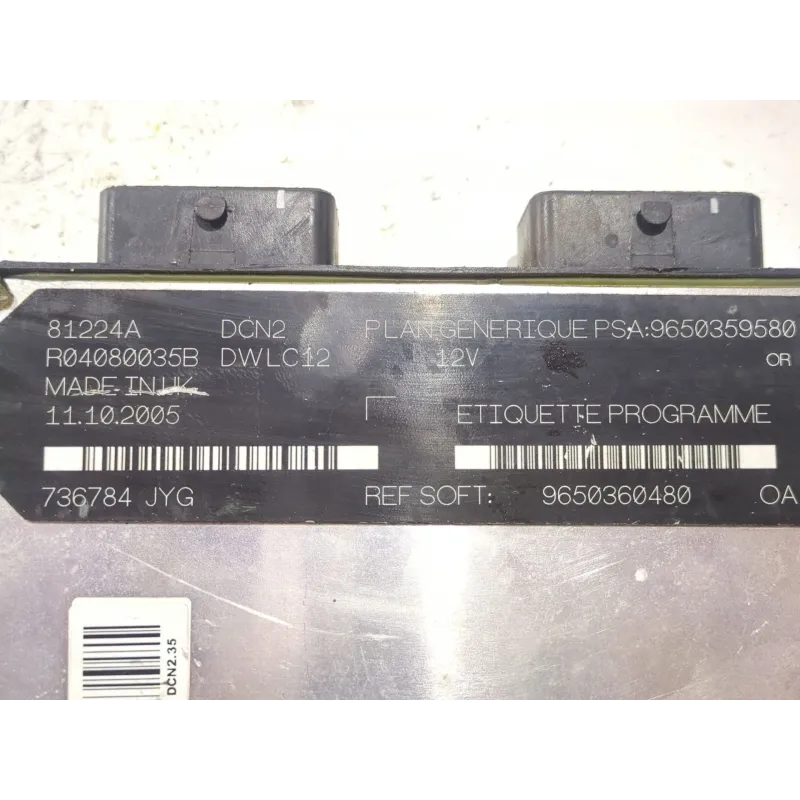 81224A DCN2 PLAN GENERIQUE PSA:9650359580
R04080035B DWLC12 12V OR
MADE IN UK
11.10.2005 ETIQUETTE PROGRAMME
736784 JYG REF SOFT: 9650360480 OA
DCN2.35